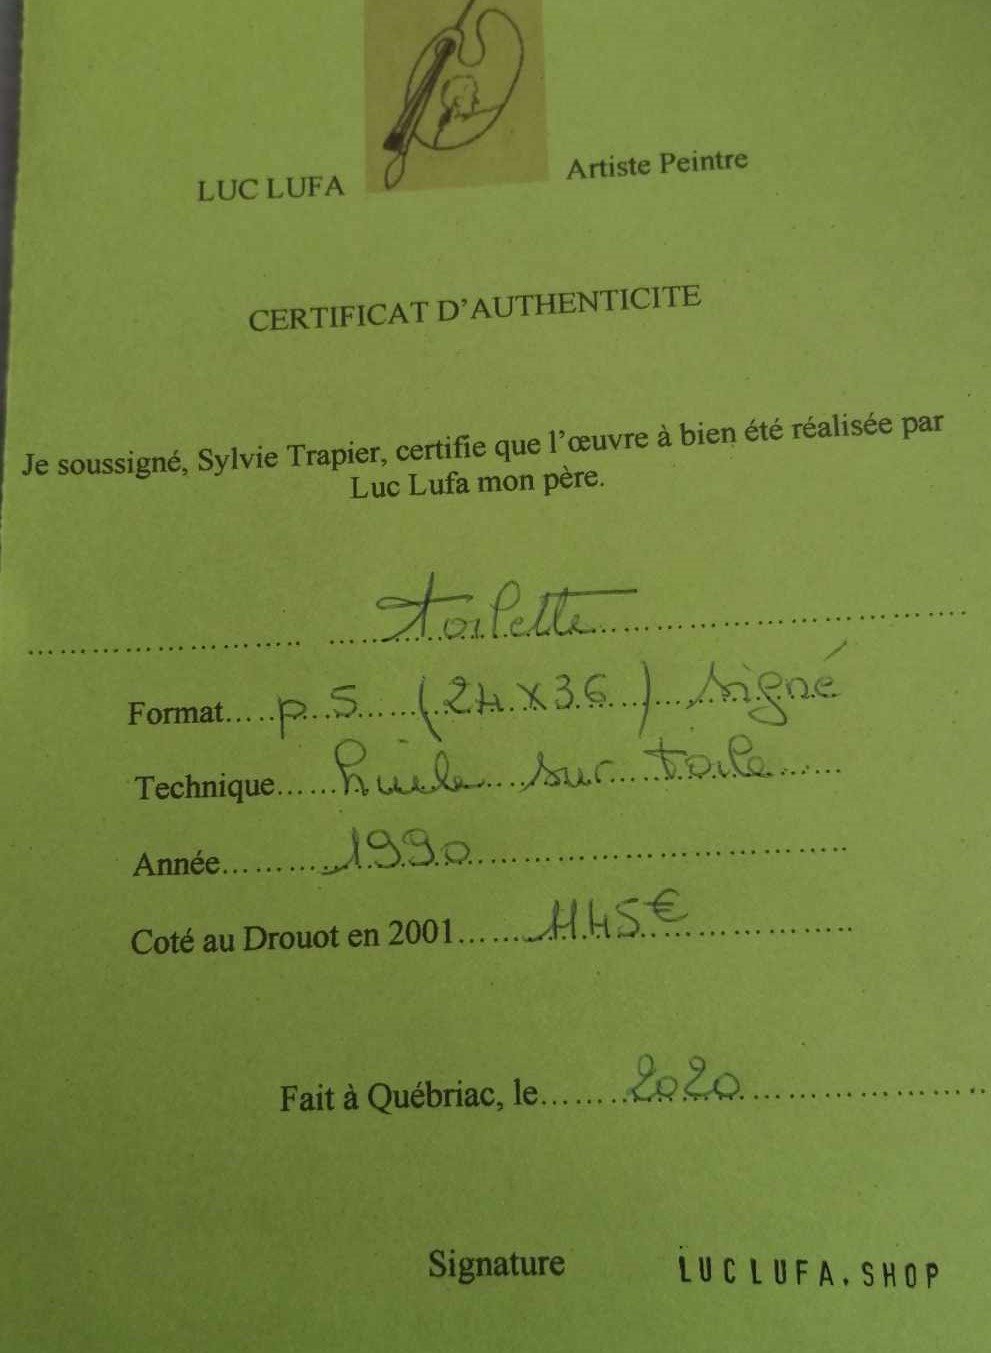 LUC LUFA Artiste Peintre
CERTIFICAT D'AUTHENTICITE
Je soussigné, Sylvie Trapier, certifie que l'œuvre à bien été réalisée par
Luc Lufa mon père.
........................... ......toilette......................................
Format.....p..5......(24x36)....signé
Technique......huile...sur...toile......
Année..........1990...................................
Coté au Drouot en 2001.......1145€.................
Fait à Québriac, le........2020.......................
Signature LUCLUFA.SHOP